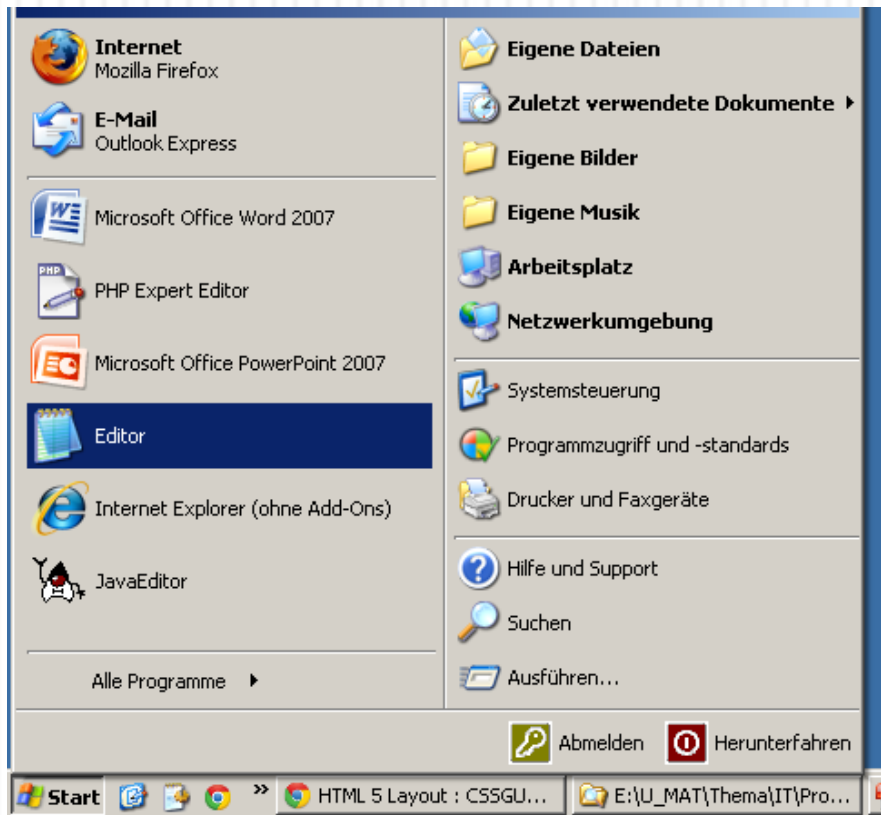 Internet
Mozilla Firefox
E-Mail
Outlook Express
Microsoft Office Word 2007
PHP
PHP Expert Editor
Microsoft Office PowerPoint 2007
Editor
Internet Explorer (ohne Add-Ons)
JavaEditor
Alle Programme
Eigene Dateien
Zuletzt verwendete Dokumente
Eigene Bilder
Eigene Musik
Arbeitsplatz
Netzwerkumgebung
Systemsteuerung
Programmzugriff und -standards
Drucker und Faxgeräte
Hilfe und Support
Suchen
Ausführen...
Abmelden
Herunterfahren
Start
HTML 5 Layout : CSSGU...
E:\U_MAT\Thema\IT\Pro...